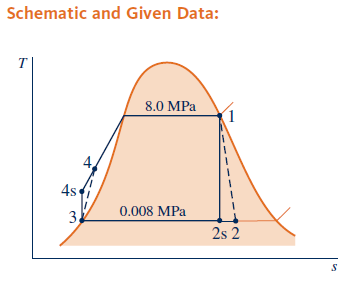 Schematic and Given Data:
T
8.0 MPa
1
4
4s
3
0.008 MPa
2s 2
s